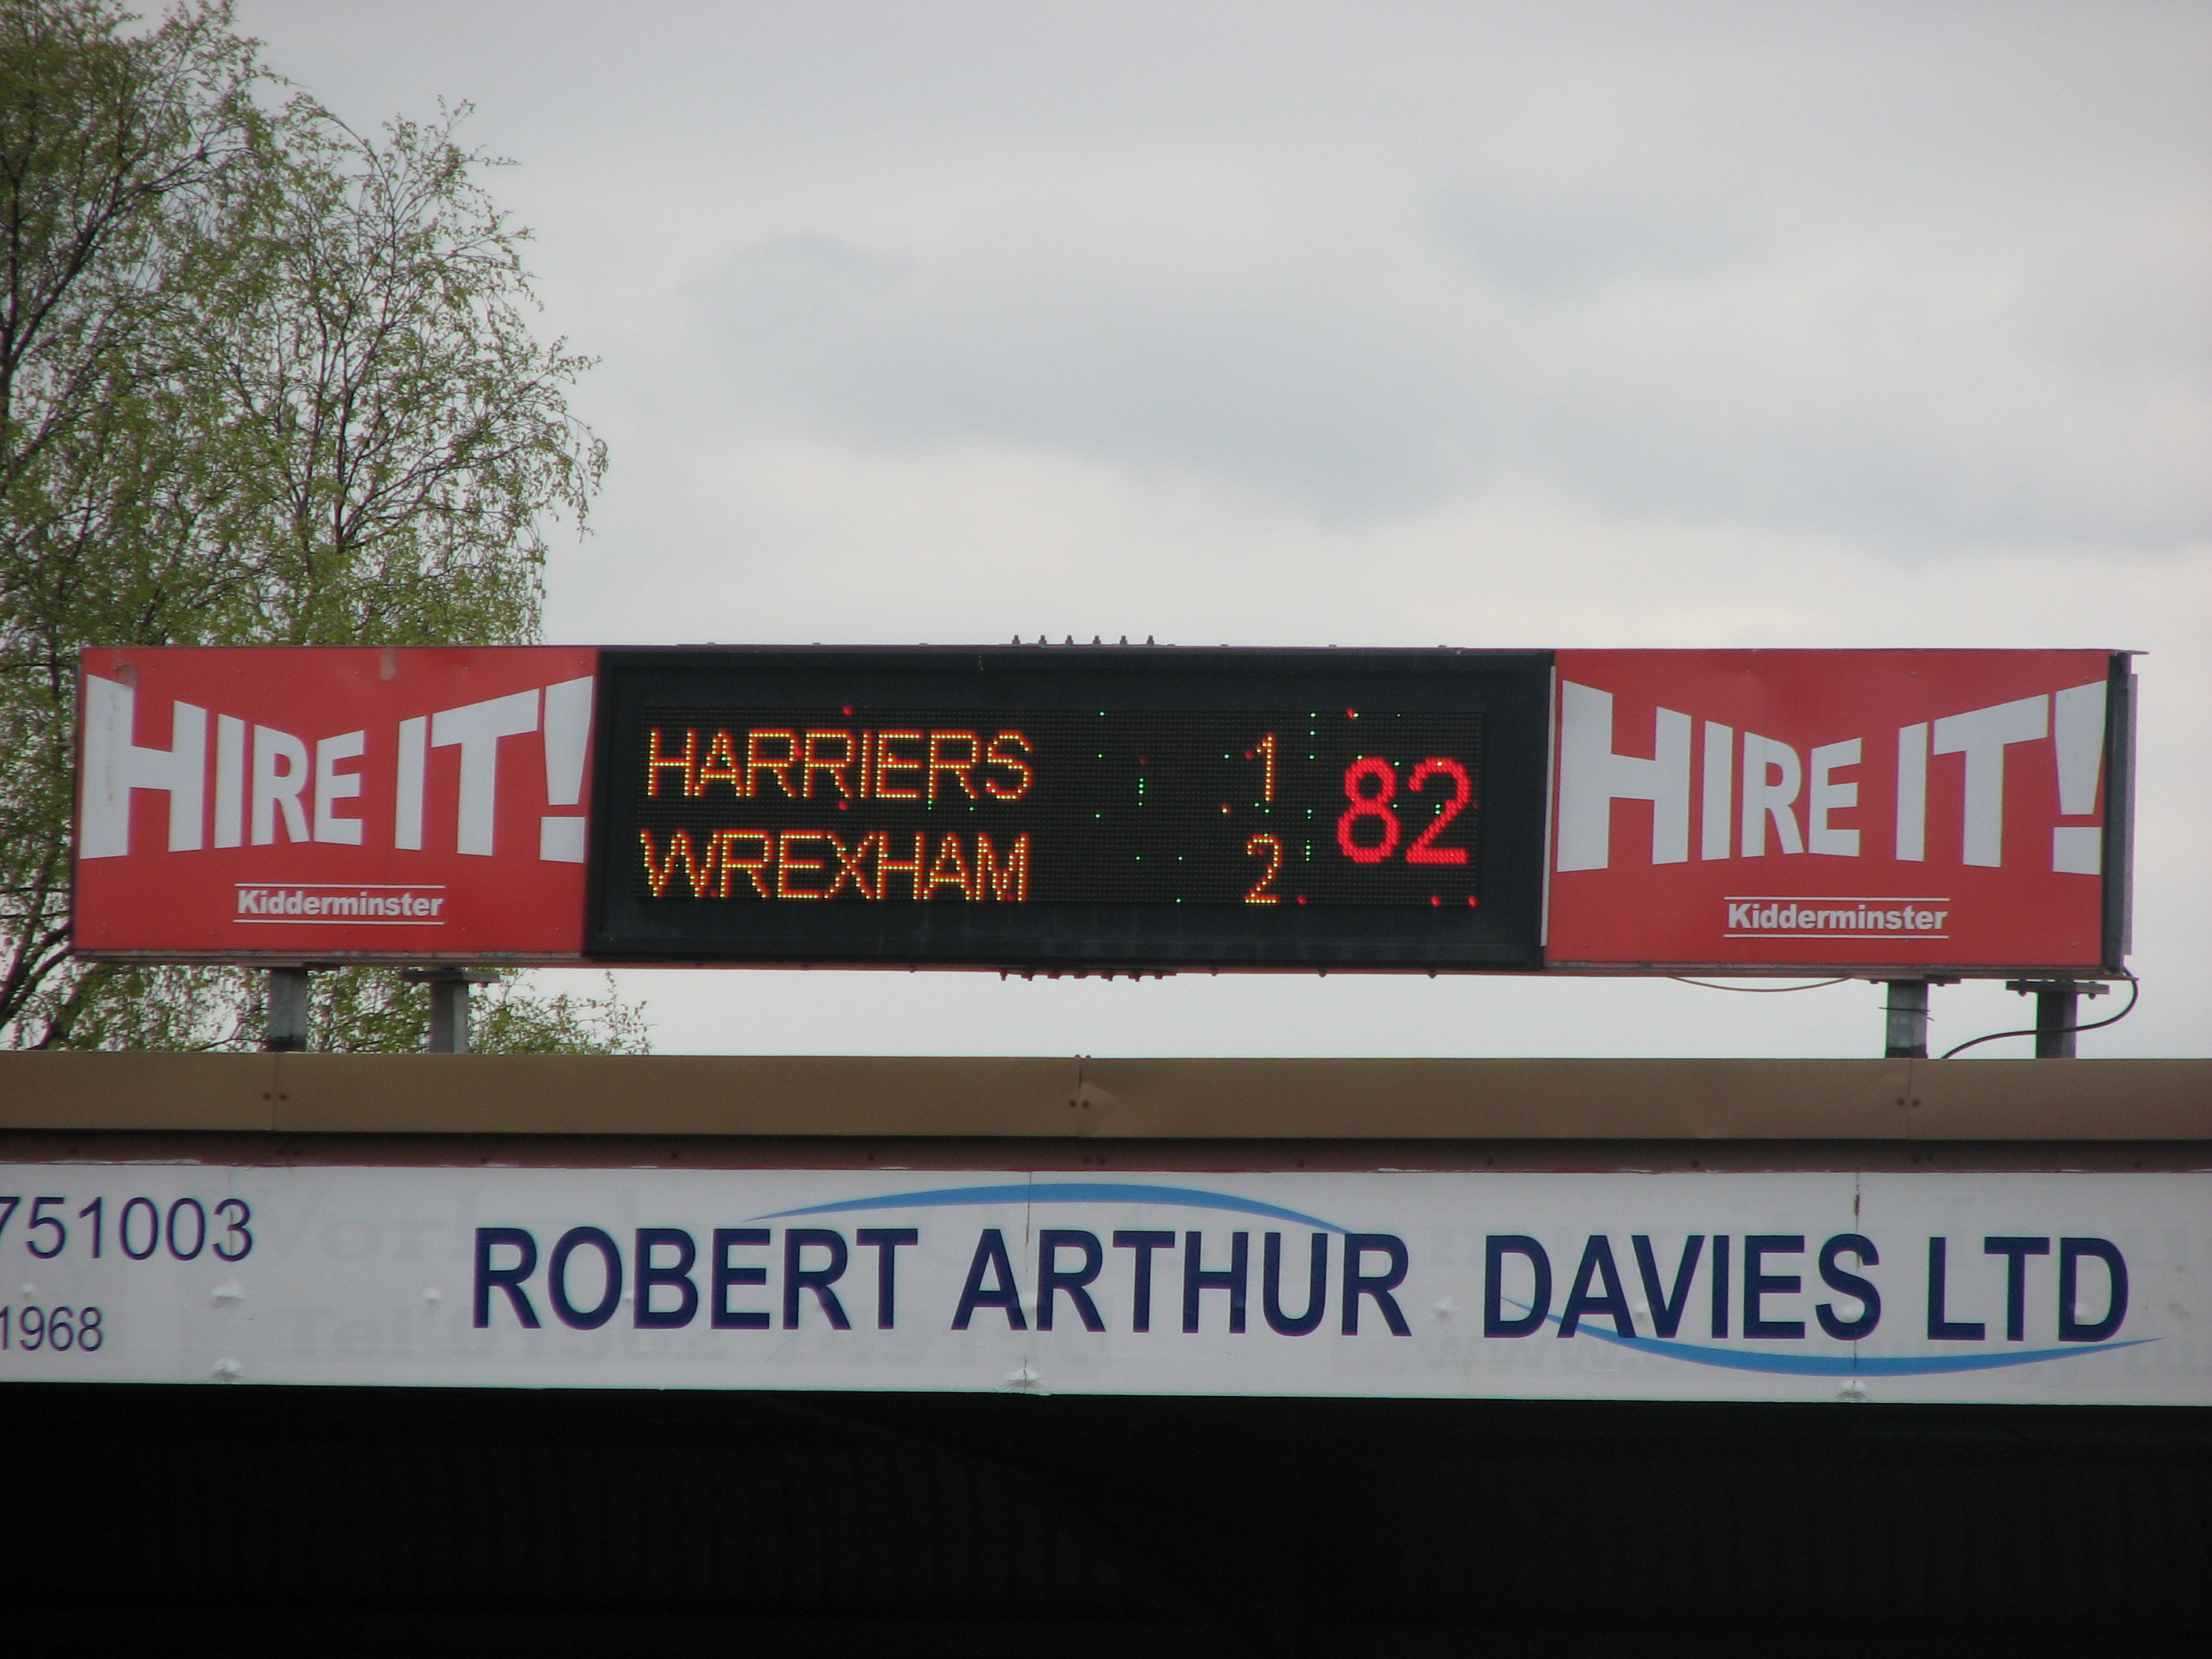 HIRE IT!
Kidderminster
HARRIERS 1
WREXHAM 2
82
HIRE IT!
Kidderminster
751003
1968
ROBERT ARTHUR DAVIES LTD